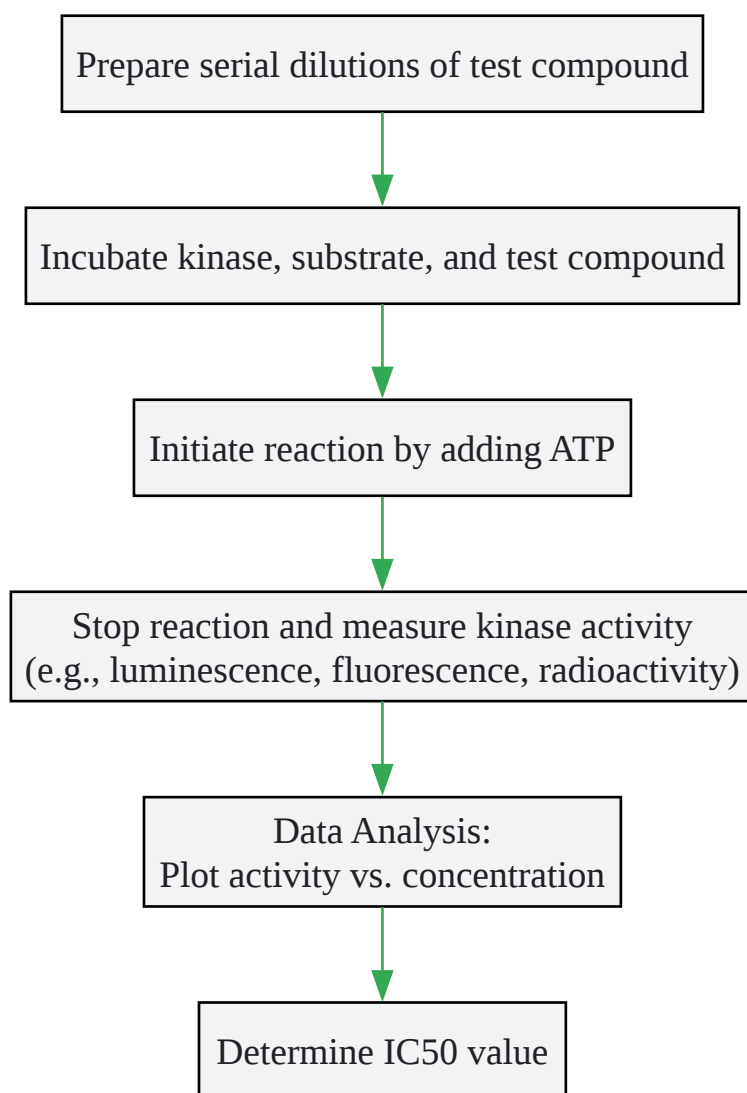 Prepare serial dilutions of test compound
Incubate kinase, substrate, and test compound
Initiate reaction by adding ATP
Stop reaction and measure kinase activity
(e.g., luminescence, fluorescence, radioactivity)
Data Analysis:
Plot activity vs. concentration
Determine IC50 value